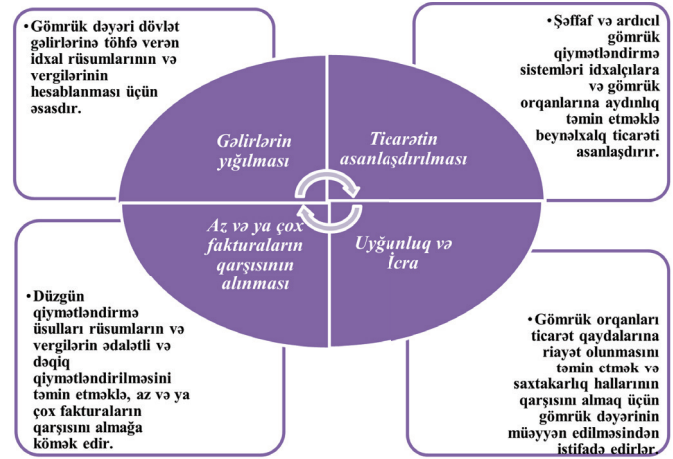 •Gömrük dəyəri dövlət
gəlirlərinə töhfə verən
idxal rüsumlarının və
vergilərinin
hesablanması üçün
əsasdır.
•Şəffaf və ardıcıl
gömrük
qiymətləndirmə
sistemləri idxalçılara
və gömrük
orqanlarına aydınlıq
təmin etməklə
beynəlxalq ticarəti
asanlaşdırır.
Gəlirlərin
yığılması
Ticarətin
asanlaşdırılması
Az və ya çox
fakturaların
qarşısının
alınması
Uyğunluq və
İcra
•Düzgün
qiymətləndirmə
üsulları rüsumların və
vergilərin ədalətli və
dəqiq
qiymətləndirilməsini
təmin etməklə, az və ya
çox fakturaların
qarşısını almağa
kömək edir.
•Gömrük orqanları
ticarət qaydalarına
riayət olunmasını
təmin etmək və
saxtakarlıq hallarının
qarşısını almaq üçün
gömrük dəyərinin
müəyyən edilməsindən
istifadə edirlər.